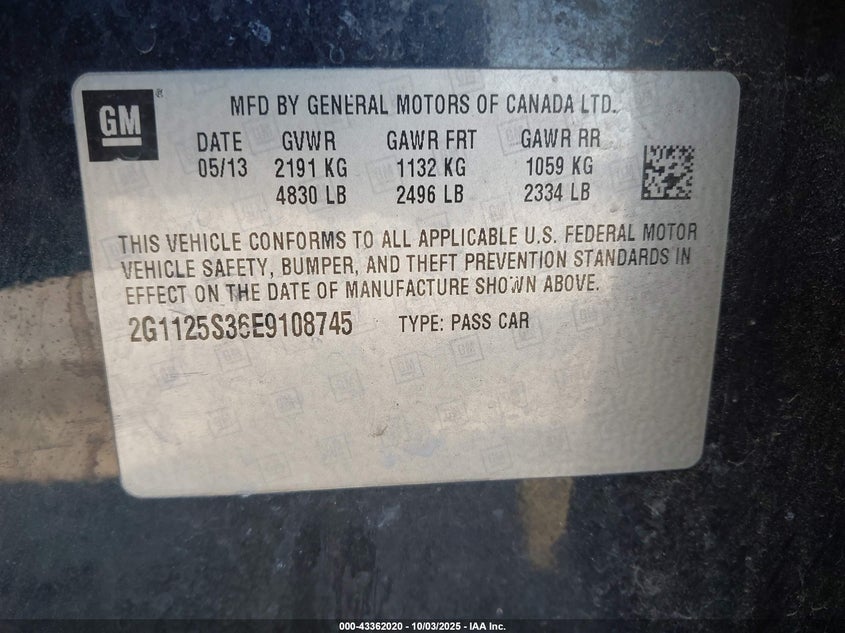 GM®
MFD BY GENERAL MOTORS OF CANADA LTD.
DATE GVWR GAWR FRT GAWR RR
05/13 2191 KG 1132 KG 1059 KG
4830 LB 2496 LB 2334 LB
THIS VEHICLE CONFORMS TO ALL APPLICABLE U.S. FEDERAL MOTOR
VEHICLE SAFETY, BUMPER, AND THEFT PREVENTION STANDARDS IN
EFFECT ON THE DATE OF MANUFACTURE SHOWN ABOVE.
2G1125S36E9108745 TYPE: PASS CAR
000-43362020 - 10/03/2025 - IAA Inc.